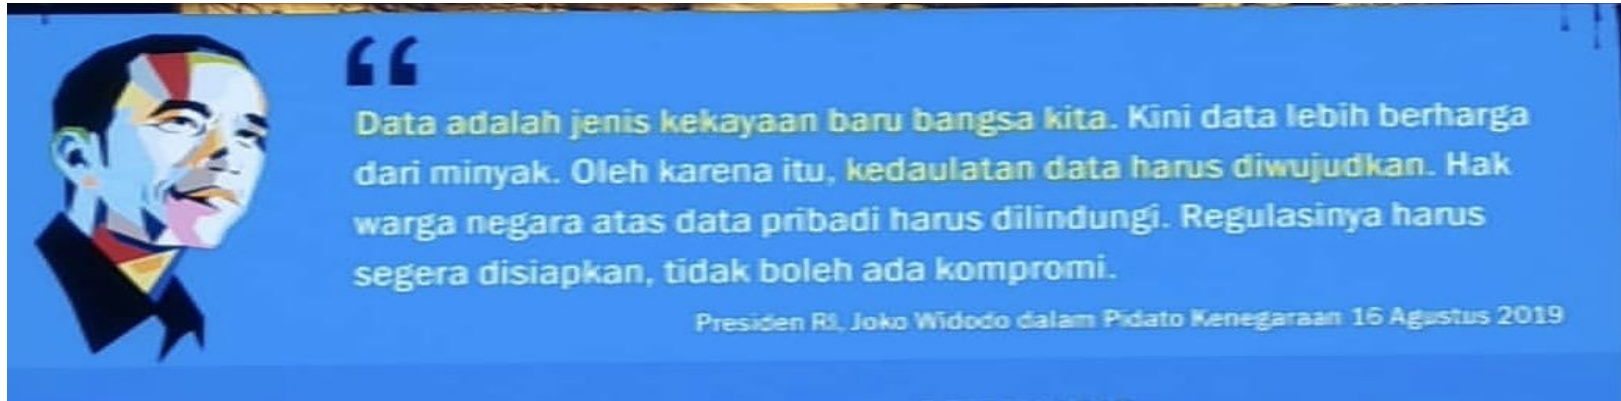 “
Data adalah jenis kekayaan baru bangsa kita. Kini data lebih berharga
dari minyak. Oleh karena itu, kedaulatan data harus diwujudkan. Hak
warga negara atas data pribadi harus dilindungi. Regulasinya harus
segera disiapkan, tidak boleh ada kompromi.
Presiden RI, Joko Widodo dalam Pidato Kenegaraan 16 Agustus 2019